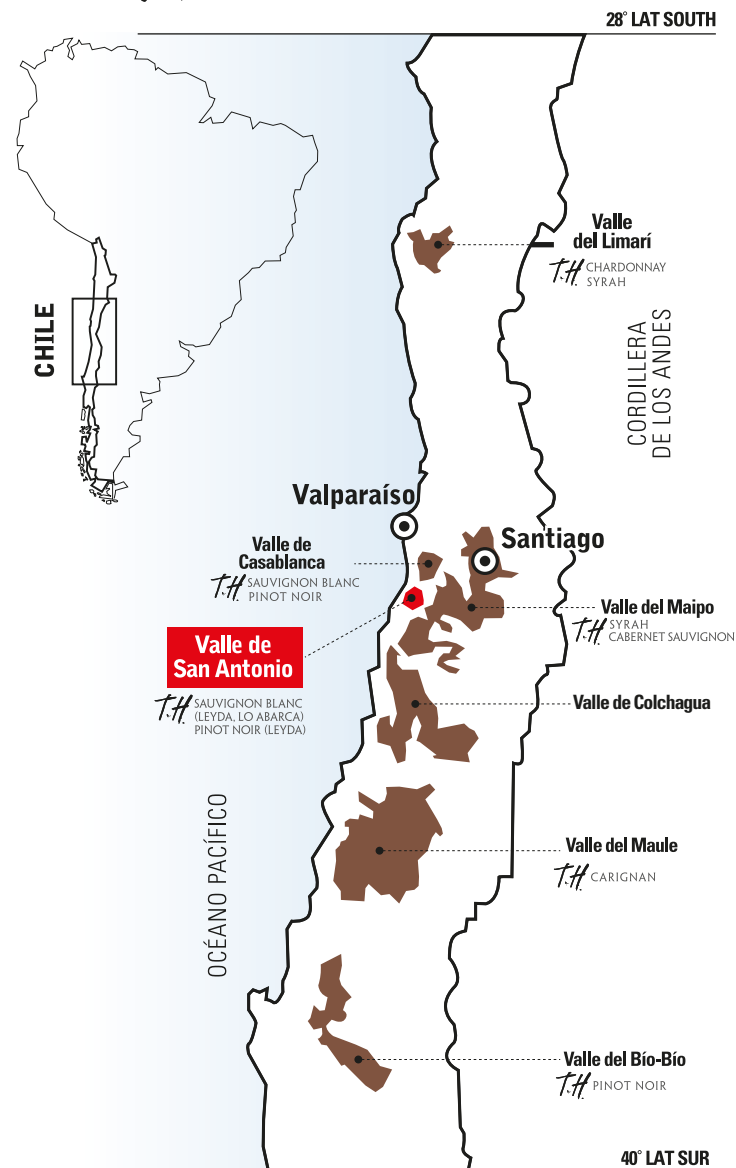 28° LAT SOUTH
Valle
del Limarí
T.H. CHARDONNAY
SYRAH
CHILE
CORDILLERA
DE LOS ANDES
Valparaíso
Santiago
Valle de
Casablanca
T.H. SAUVIGNON BLANC
PINOT NOIR
Valle del Maipo
T.H. SYRAH
CABERNET SAUVIGNON
Valle de
San Antonio
T.H. SAUVIGNON BLANC
(LEYDA, LO ABARCA)
PINOT NOIR (LEYDA)
Valle de Colchagua
OCÉANO PACÍFICO
Valle del Maule
T.H. CARIGNAN
Valle del Bío-Bío
T.H. PINOT NOIR
40° LAT SUR